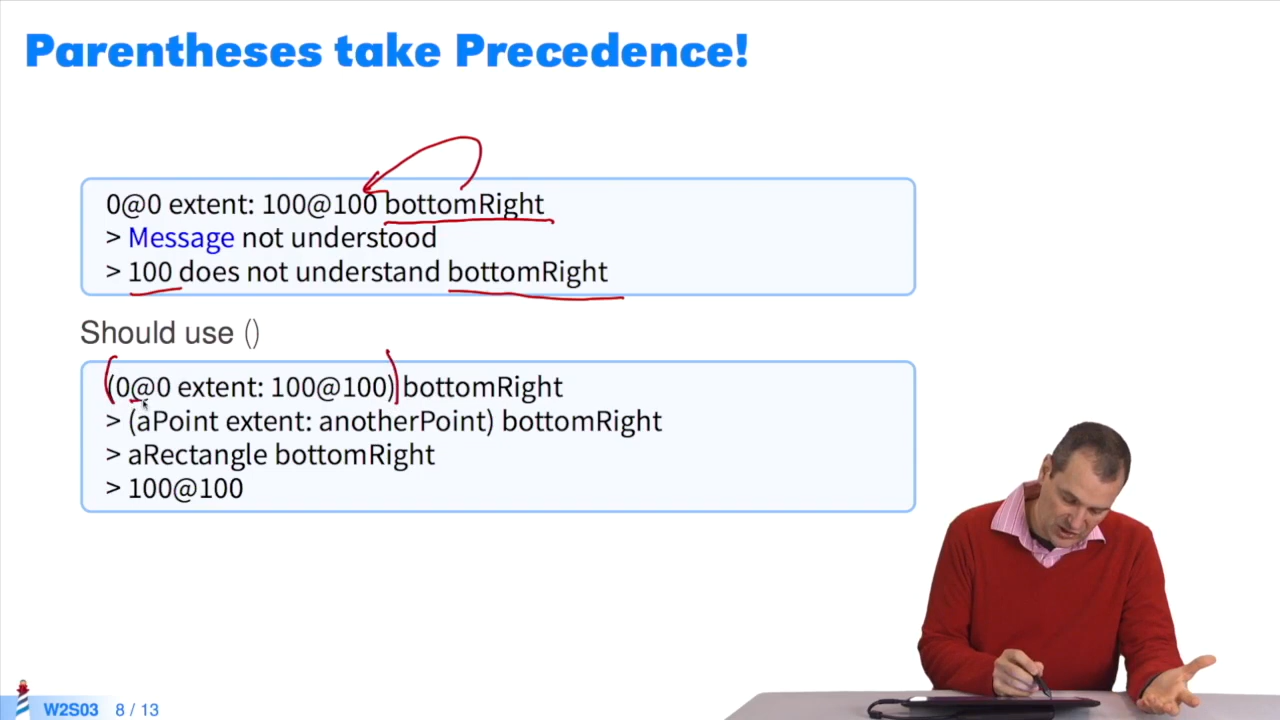 Parentheses take Precedence!
0@0 extent: 100@100 bottomRight
> Message not understood
> 100 does not understand bottomRight
Should use ()
(0@0 extent: 100@100) bottomRight
> (aPoint extent: anotherPoint) bottomRight
> aRectangle bottomRight
> 100@100
W2S03 8 / 13